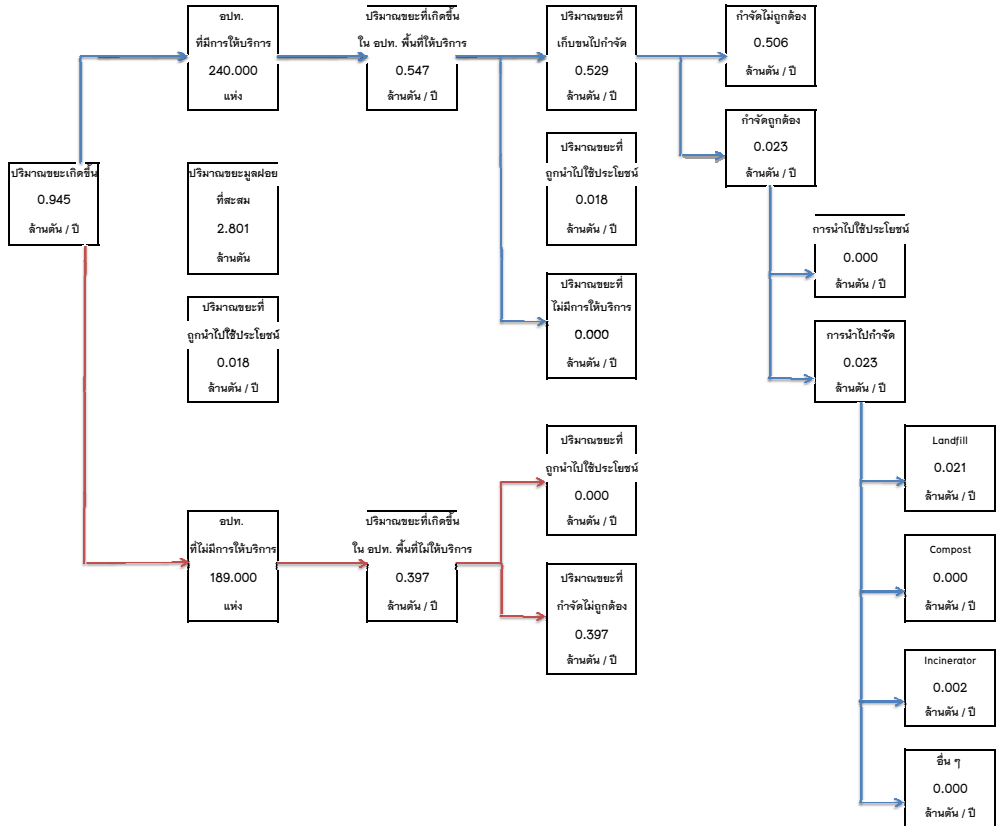 อปท.
ที่มีการให้บริการ
240.000
แห่ง
ปริมาณขยะที่เกิดขึ้น
ใน อปท. พื้นที่ให้บริการ
0.547
ล้านตัน / ปี
ปริมาณขยะที่
เก็บขนไปกำจัด
0.529
ล้านตัน / ปี
กำจัดไม่ถูกต้อง
0.506
ล้านตัน / ปี
กำจัดถูกต้อง
0.023
ล้านตัน / ปี
ปริมาณขยะเกิดขึ้น
0.945
ล้านตัน / ปี
ปริมาณขยะมูลฝอย
ที่สะสม
2.801
ล้านตัน
ปริมาณขยะที่
ถูกนำไปใช้ประโยชน์
0.018
ล้านตัน / ปี
ปริมาณขยะที่
ถูกนำไปใช้ประโยชน์
0.018
ล้านตัน / ปี
ปริมาณขยะที่
ไม่มีการให้บริการ
0.000
ล้านตัน / ปี
การนำไปใช้ประโยชน์
0.000
ล้านตัน / ปี
การนำไปกำจัด
0.023
ล้านตัน / ปี
ปริมาณขยะที่
ถูกนำไปใช้ประโยชน์
0.000
ล้านตัน / ปี
อปท.
ที่ไม่มีการให้บริการ
189.000
แห่ง
ปริมาณขยะที่เกิดขึ้น
ใน อปท. พื้นที่ไม่ให้บริการ
0.397
ล้านตัน / ปี
ปริมาณขยะที่
กำจัดไม่ถูกต้อง
0.397
ล้านตัน / ปี
Landfill
0.021
ล้านตัน / ปี
Compost
0.000
ล้านตัน / ปี
Incinerator
0.002
ล้านตัน / ปี
อื่น ๆ
0.000
ล้านตัน / ปี